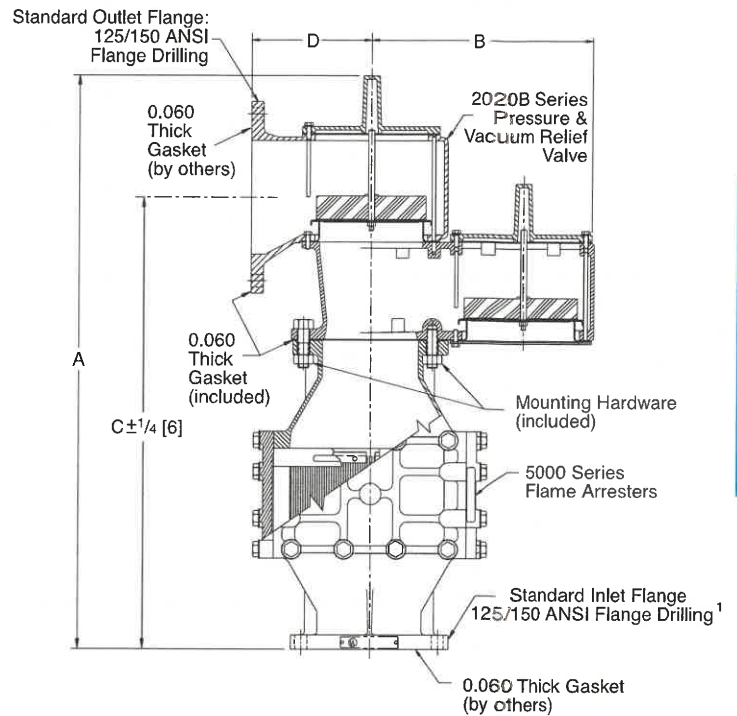 Standard Outlet Flange:
125/150 ANSI
Flange Drilling
D
B
0.060
Thick
Gasket
(by others)
2020B Series
Pressure &
Vacuum Relief
Valve
A
0.060
Thick
Gasket
(included)
C±1/4 [6]
Mounting Hardware
(included)
5000 Series
Flame Arresters
Standard Inlet Flange
125/150 ANSI Flange Drilling¹
0.060 Thick Gasket
(by others)